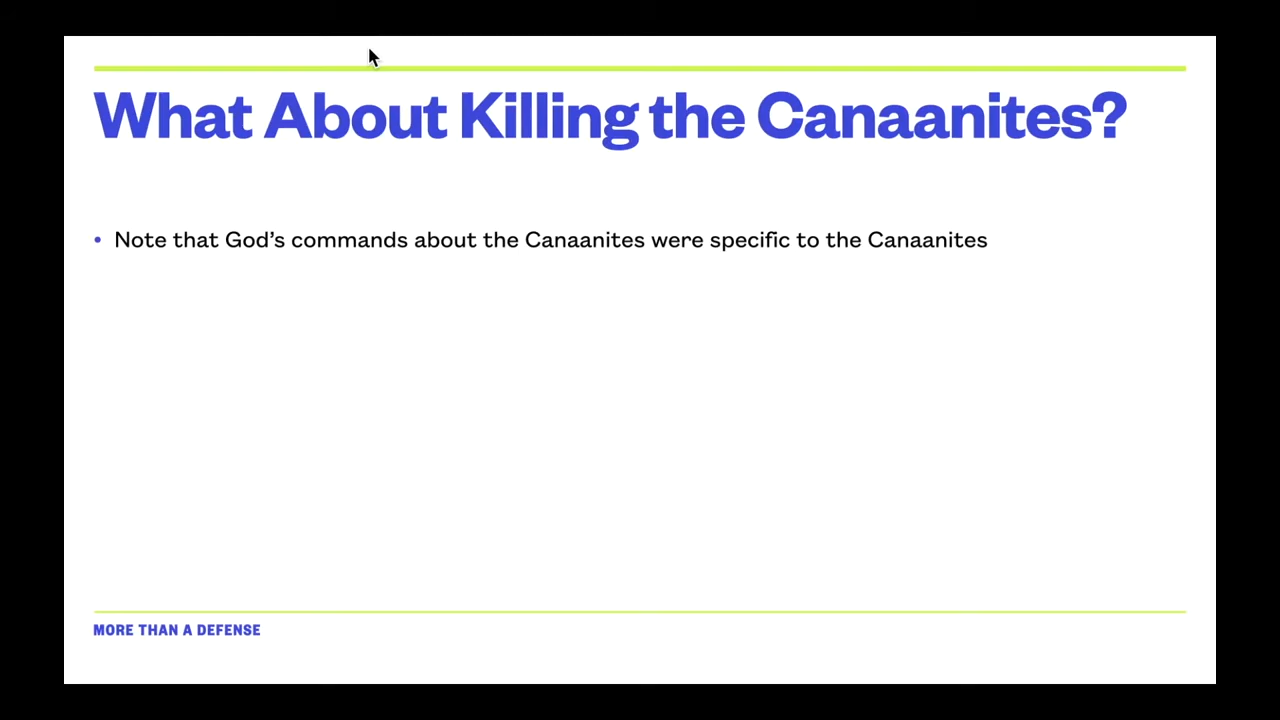 What About Killing the Canaanites?
• Note that God’s commands about the Canaanites were specific to the Canaanites
MORE THAN A DEFENSE